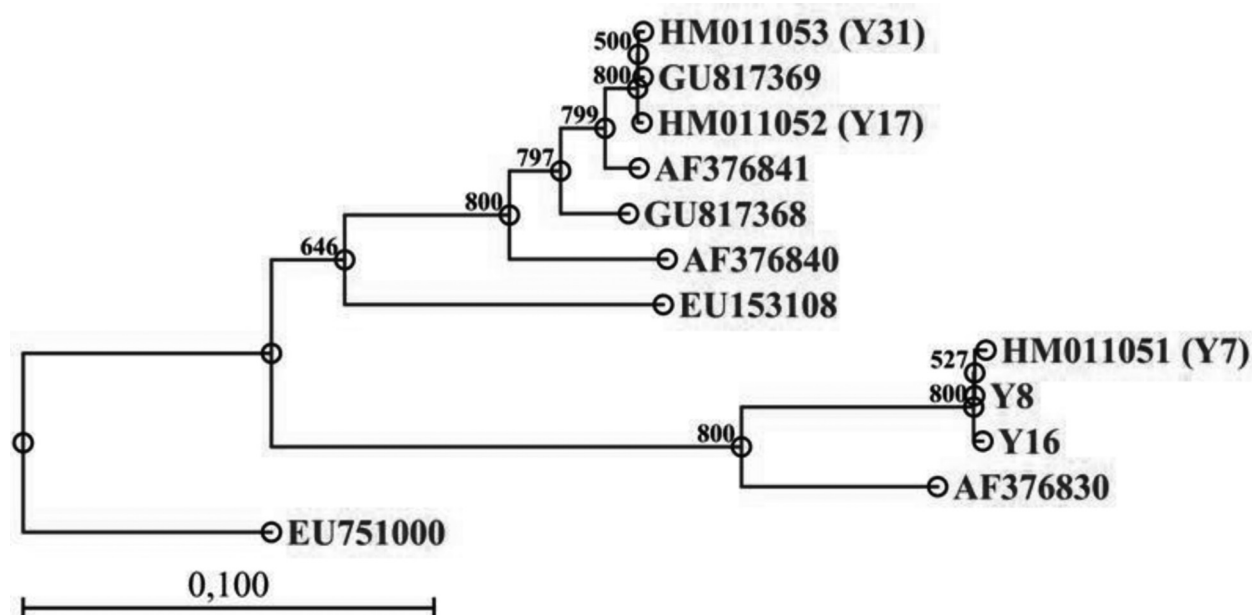 HM011053 (Y31)
500
GU817369
800
HM011052 (Y17)
799
AF376841
797
GU817368
800
AF376840
646
EU153108
HM011051 (Y7)
527
Y8
800
Y16
800
AF376830
EU751000
0,100